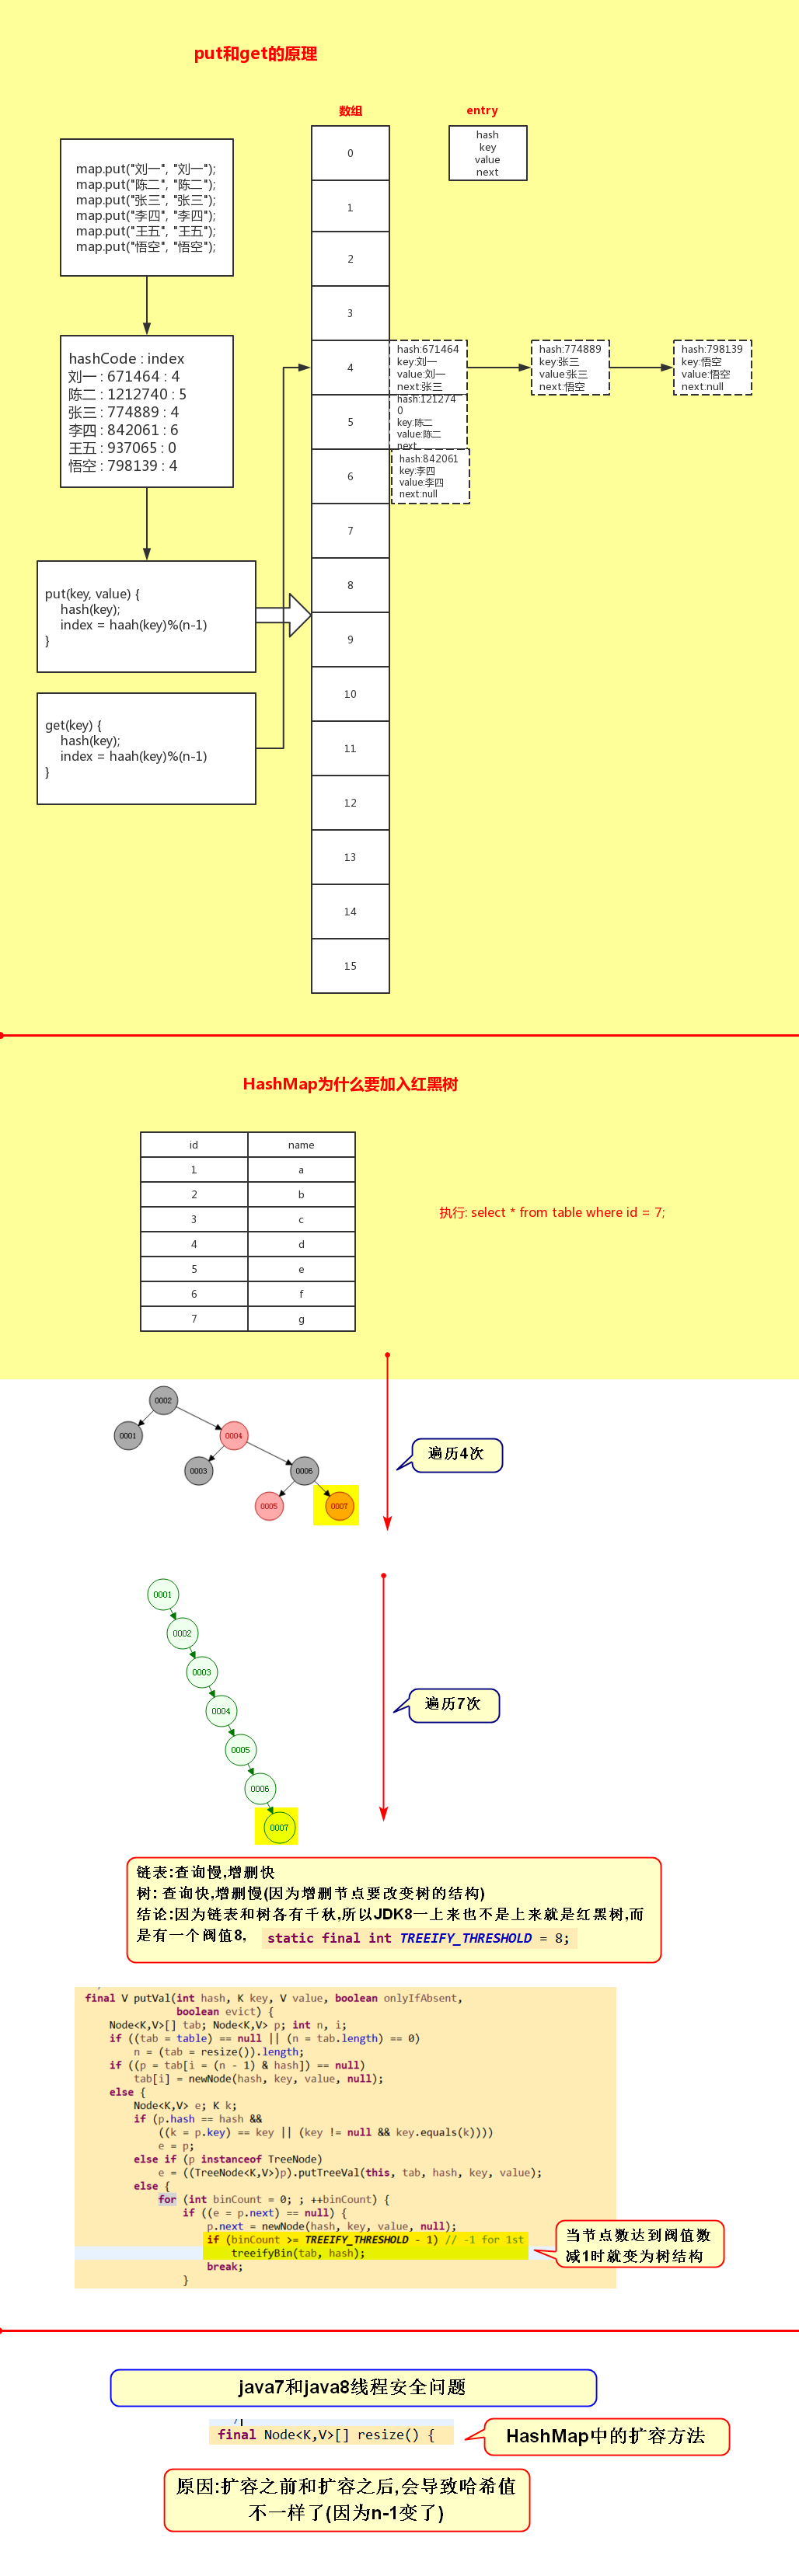 put和get的原理
数组
entry
hash
key
value
next
map.put("刘一", "刘一");
map.put("陈二", "陈二");
map.put("张三", "张三");
map.put("李四", "李四");
map.put("王五", "王五");
map.put("悟空", "悟空");
hashCode : index
刘一 : 671464 : 4
陈二 : 1212740 : 5
张三 : 774889 : 4
李四 : 842061 : 6
王五 : 937065 : 0
悟空 : 798139 : 4
put(key, value) {
hash(key);
index = haah(key)%(n-1)
}
get(key) {
hash(key);
index = haah(key)%(n-1)
}
0
1
2
3
4
5
6
7
8
9
10
11
12
13
14
15
hash:671464
key:刘一
value:刘一
next:张三
hash:774889
key:张三
value:张三
next:悟空
hash:798139
key:悟空
value:悟空
next:null
hash:121274
0
key:陈二
value:陈二
next
hash:842061
key:李四
value:李四
next:null
HashMap为什么要加入红黑树
id name
1 a
2 b
3 c
4 d
5 e
6 f
7 g
执行: select * from table where id = 7;
0002
0001
0004
0003
0006
0005
0007
遍历4次
0001
0002
0003
0004
0005
0006
0007
遍历7次
链表:查询慢,增删快
树: 查询快,增删慢(因为增删节点要改变树的结构)
结论:因为链表和树各有千秋,所以JDK8一上来也不是上来就是红黑树,而
是有一个阀值8, static final int TREEIFY_THRESHOLD = 8;
final V putVal(int hash, K key, V value, boolean onlyIfAbsent,
boolean evict) {
Node<K,V>[] tab; Node<K,V> p; int n, i;
if ((tab = table) == null || (n = tab.length) == 0)
n = (tab = resize()).length;
if ((p = tab[i = (n - 1) & hash]) == null)
tab[i] = newNode(hash, key, value, null);
else {
Node<K,V> e; K k;
if (p.hash == hash &&
((k = p.key) == key || (key != null && key.equals(k))))
e = p;
else if (p instanceof TreeNode)
e = ((TreeNode<K,V>)p).putTreeVal(this, tab, hash, key, value);
else {
for (int binCount = 0; ; ++binCount) {
if ((e = p.next) == null) {
p.next = newNode(hash, key, value, null);
if (binCount >= TREEIFY_THRESHOLD - 1) // -1 for 1st
treeifyBin(tab, hash);
break;
}
当节点数达到阀值数
减1时就变为树结构
java7和java8线程安全问题
final Node<K,V>[] resize() {
HashMap中的扩容方法
原因:扩容之前和扩容之后,会导致哈希值
不一样了(因为n-1变了)